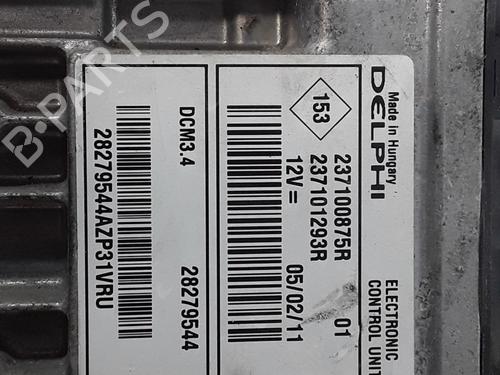 Made in Hungary
DELPHI
ELECTRONIC
CONTROL UNIT
153
237100875R 01
237101293R
12V = 05/02/11
DCM3.4 28279544
28279544AZP31VRU
B-PARTS